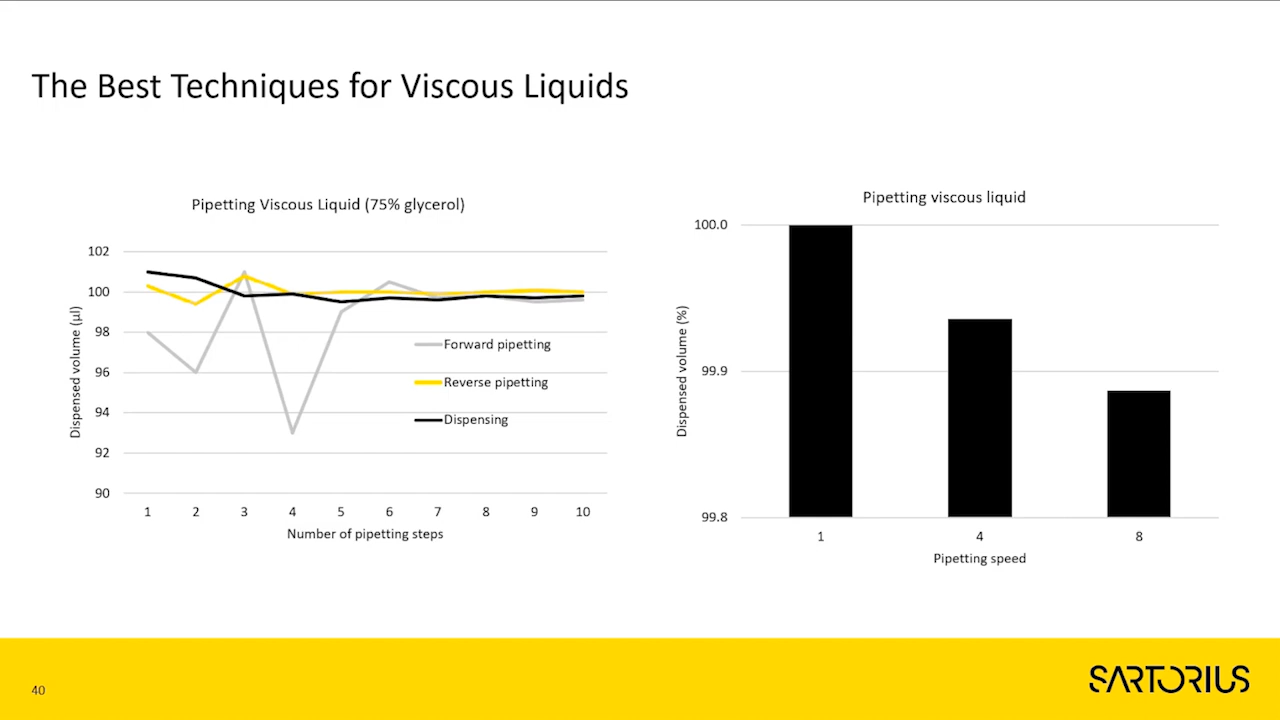 The Best Techniques for Viscous Liquids
Pipetting Viscous Liquid (75% glycerol)
102
100
98
96
94
92
90
Dispensed volume (µl)
Forward pipetting
Reverse pipetting
Dispensing
1 2 3 4 5 6 7 8 9 10
Number of pipetting steps
Pipetting viscous liquid
100.0
99.9
99.8
Dispensed volume (%)
1 4 8
Pipetting speed
40
SARTORIUS